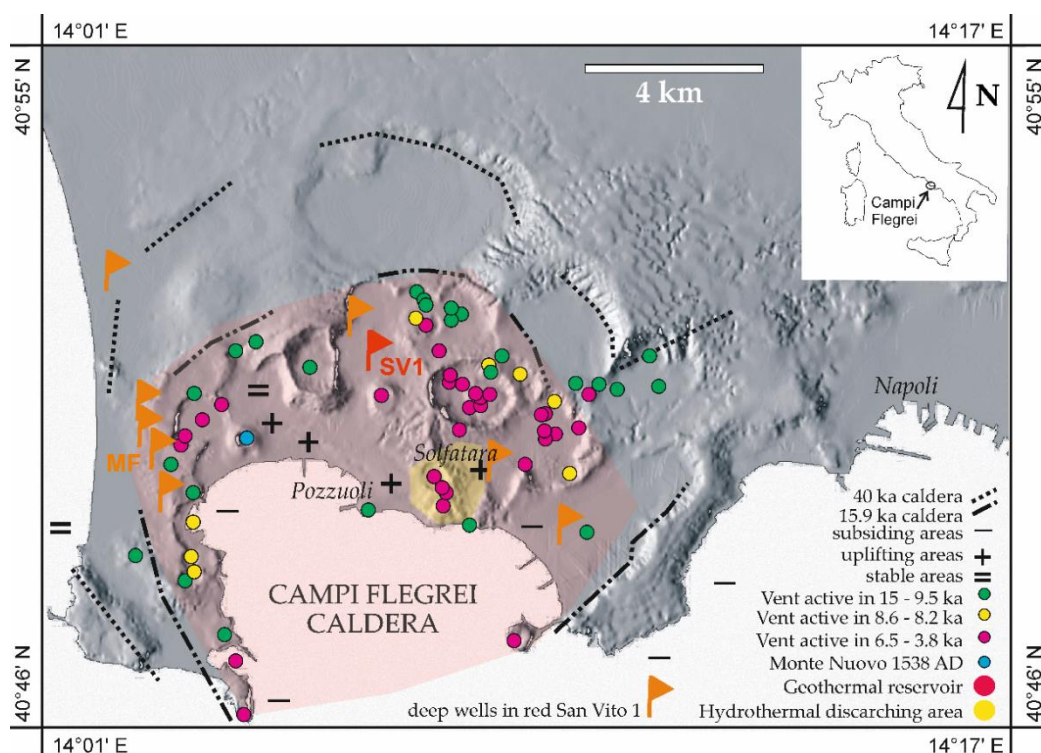 14°01' E
14°17' E
40°55' N
40°55' N
4 km
N
Campi
Flegrei
SV1
Napoli
MF
Solfatara
Pozzuoli
CAMPI FLEGREI
CALDERA
40 ka caldera
15.9 ka caldera
subsiding areas
uplifting areas
stable areas
Vent active in 15 - 9.5 ka
Vent active in 8.6 - 8.2 ka
Vent active in 6.5 - 3.8 ka
Monte Nuovo 1538 AD
Geothermal reservoir
Hydrothermal discarching area
deep wells in red San Vito 1
40°46' N
40°46' N
14°01' E
14°17' E